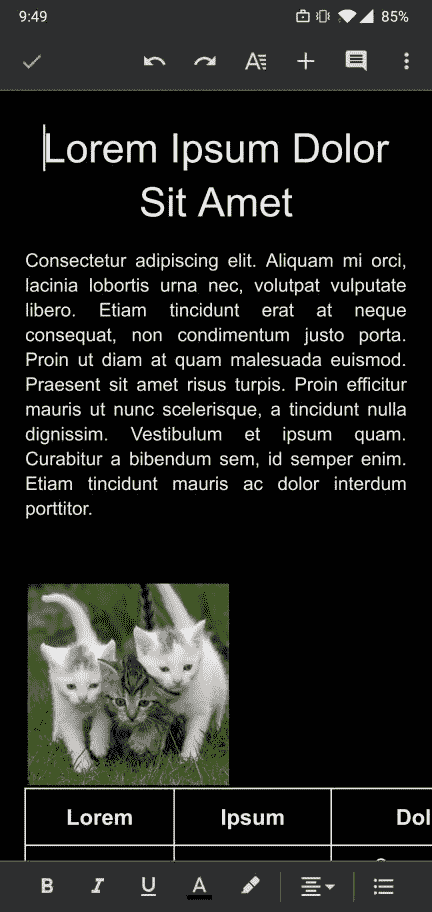 9:49
85%
Lorem Ipsum Dolor
Sit Amet
Consectetur adipiscing elit. Aliquam mi orci,
lacinia lobortis urna nec, volutpat vulputate
libero. Etiam tincidunt erat at neque
consequat, non condimentum justo porta.
Proin ut diam at quam malesuada euismod.
Praesent sit amet risus turpis. Proin efficitur
mauris ut nunc scelerisque, a tincidunt nulla
dignissim. Vestibulum et ipsum quam.
Curabitur a bibendum sem, id semper enim.
Etiam tincidunt mauris ac dolor interdum
porttitor.
Lorem Ipsum Dol
B I U A